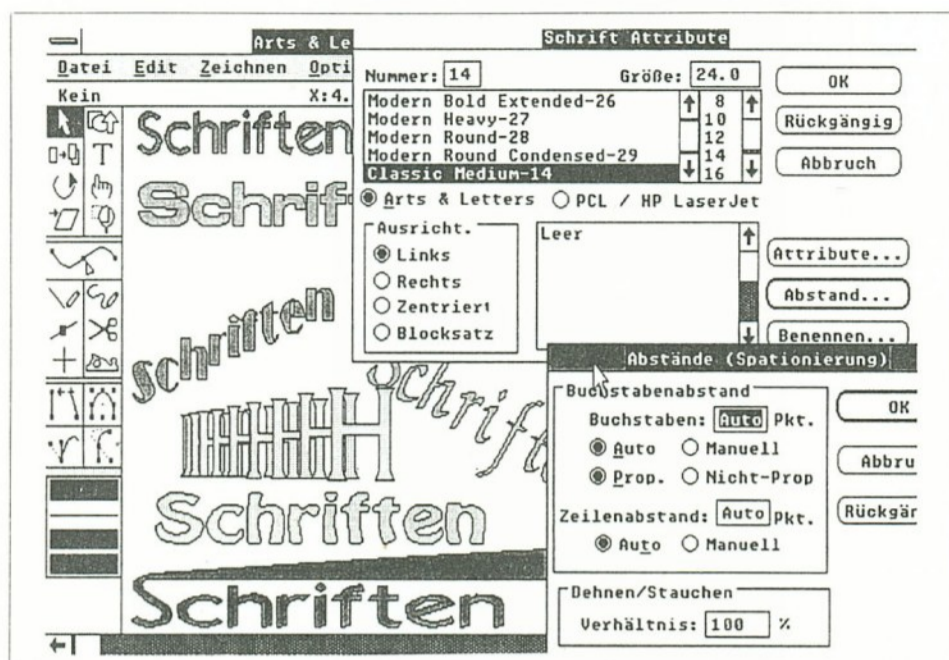 Arts & Le
Datei Edit Zeichnen Opti
Kein X:4.
Schriften
Schrif
schriften
HHHHHHH
Schrift
Schriften
Schriften
Schrift Attribute
Nummer: 14 Größe: 24.0
Modern Bold Extended-26
Modern Heavy-27
Modern Round-28
Modern Round Condensed-29
Classic Medium-14
8
10
12
14
16
OK
Rückgängig
Abbruch
Arts & Letters PCL / HP LaserJet
Ausricht.
Links
Rechts
Zentriert
Blocksatz
Leer
Attribute...
Abstand...
Benennen...
Abstände (Spationierung)
Buchstabenabstand
Buchstaben: Auto Pkt.
Auto Manuell
Prop. Nicht-Prop
Zeilenabstand: Auto Pkt.
Auto Manuell
Dehnen/Stauchen
Verhältnis: 100 %
OK
Abbru
Rückgär
T